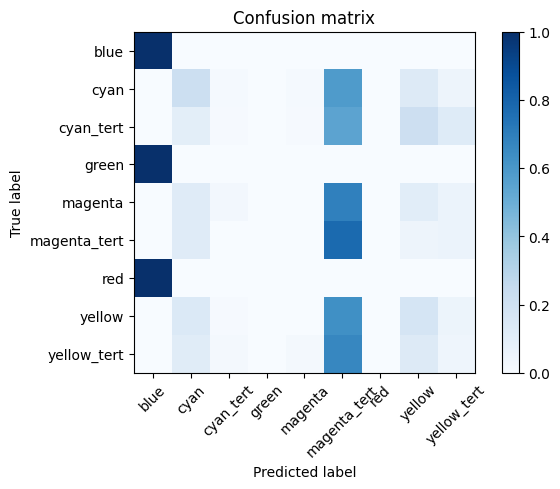 Confusion matrix
True label
blue
cyan
cyan_tert
green
magenta
magenta_tert
red
yellow
yellow_tert
blue
cyan
cyan_tert
green
magenta
magenta_tert
red
yellow
yellow_tert
Predicted label
1.0
0.8
0.6
0.4
0.2
0.0